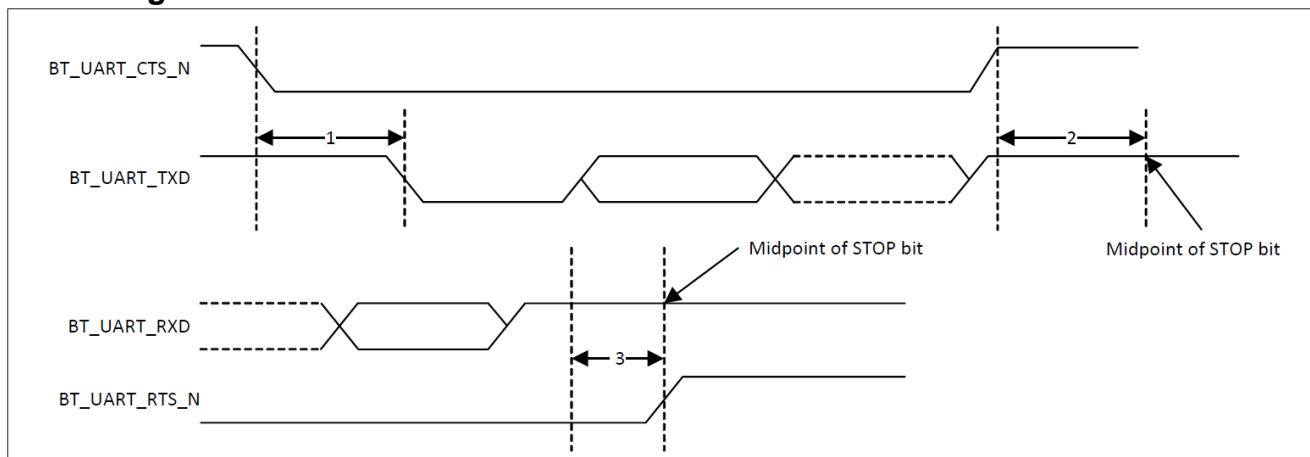 BT_UART_CTS_N
1
2
BT_UART_TXD
Midpoint of STOP bit
Midpoint of STOP bit
BT_UART_RXD
3
BT_UART_RTS_N